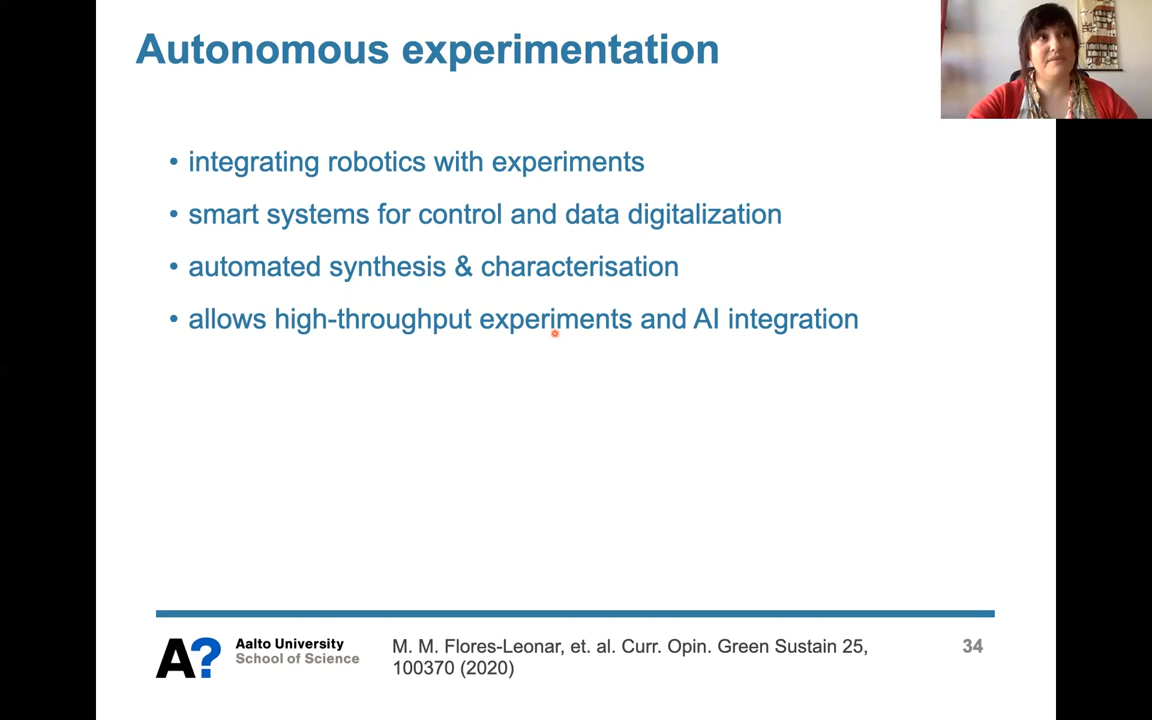 Autonomous experimentation
• integrating robotics with experiments
• smart systems for control and data digitalization
• automated synthesis & characterisation
• allows high-throughput experiments and AI integration
A?
Aalto University
School of Science
M. M. Flores-Leonar, et. al. Curr. Opin. Green Sustain 25,
100370 (2020)
34